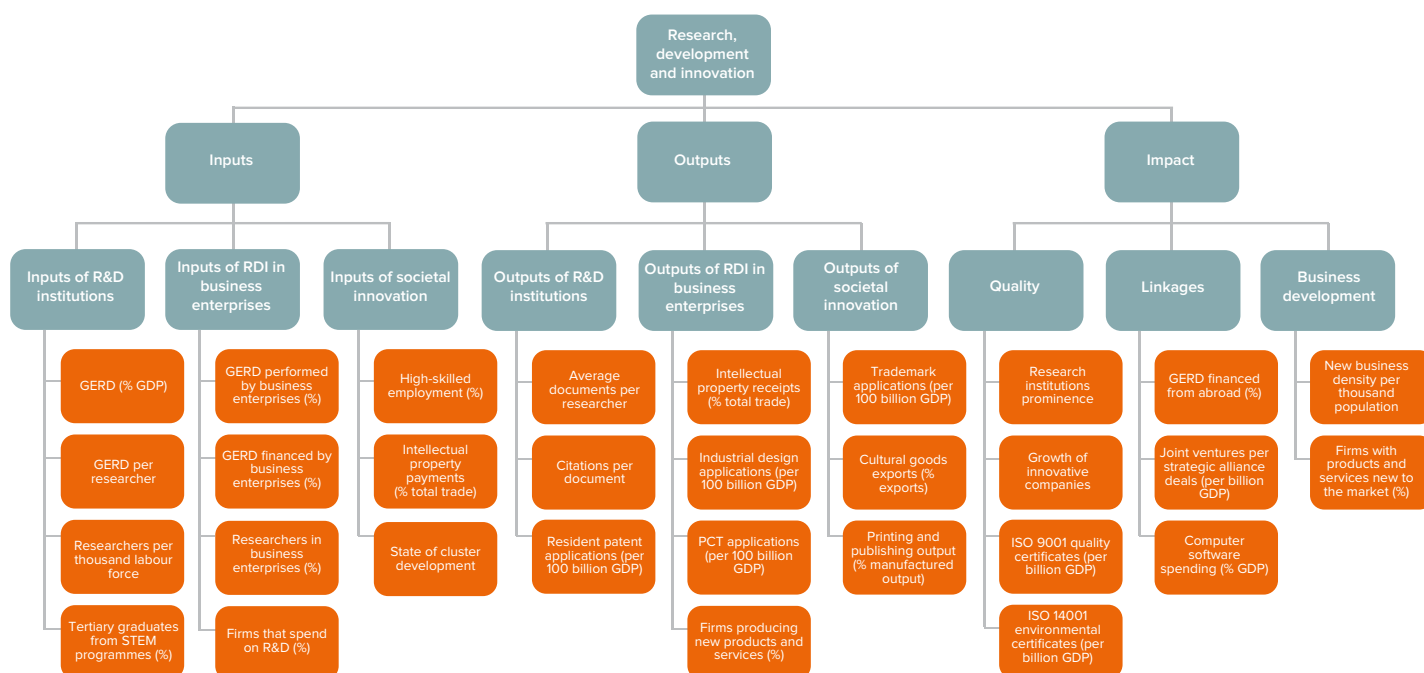 Research,
development
and innovation
Inputs
Outputs
Impact
Inputs of R&D
institutions
Inputs of RDI in
business
enterprises
Inputs of societal
innovation
Outputs of R&D
institutions
Outputs of RDI in
business
enterprises
Outputs of
societal
innovation
Quality
Linkages
Business
development
GERD (% GDP)
GERD per
researcher
Researchers per
thousand labour
force
Tertiary graduates
from STEM
programmes (%)
GERD performed
by business
enterprises (%)
GERD financed by
business
enterprises (%)
Researchers in
business
enterprises (%)
Firms that spend
on R&D (%)
High-skilled
employment (%)
Intellectual
property
payments
(% total trade)
State of cluster
development
Average
documents per
researcher
Citations per
document
Resident patent
applications (per
100 billion GDP)
Intellectual
property receipts
(% total trade)
Industrial design
applications (per
100 billion GDP)
PCT applications
(per 100 billion
GDP)
Firms producing
new products and
services (%)
Trademark
applications (per
100 billion GDP)
Cultural goods
exports (%
exports)
Printing and
publishing output
(% manufactured
output)
Research
institutions
prominence
Growth of
innovative
companies
ISO 9001 quality
certificates (per
billion GDP)
ISO 14001
environmental
certificates (per
billion GDP)
GERD financed
from abroad (%)
Joint ventures per
strategic alliance
deals (per billion
GDP)
Computer
software
spending (% GDP)
New business
density per
thousand
population
Firms with
products and
services new to
the market (%)